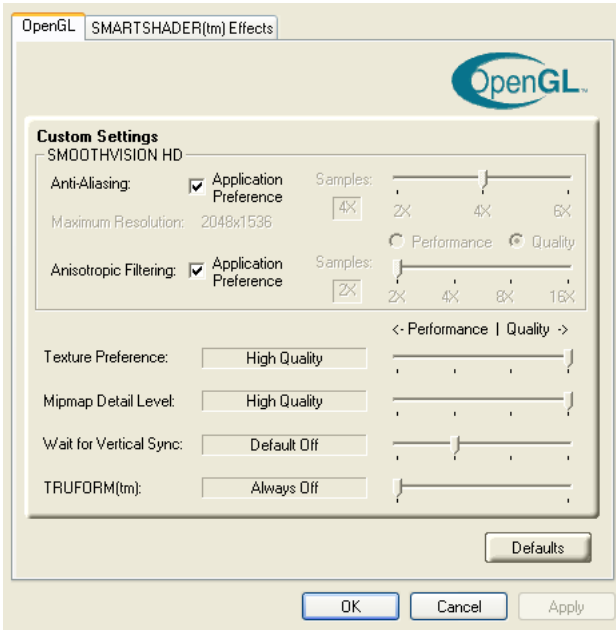 OpenGL SMARTSHADER(tm) Effects
OpenGL™
Custom Settings
SMOOTHVISION HD
Anti-Aliasing: Application Preference Samples: 4X
2X 4X 6X
Maximum Resolution: 2048x1536
Performance Quality
Anisotropic Filtering: Application Preference Samples: 2X
2X 4X 8X 16X
<- Performance | Quality ->
Texture Preference: High Quality
Mipmap Detail Level: High Quality
Wait for Vertical Sync: Default Off
TRUFORM(tm): Always Off
Defaults
OK Cancel Apply